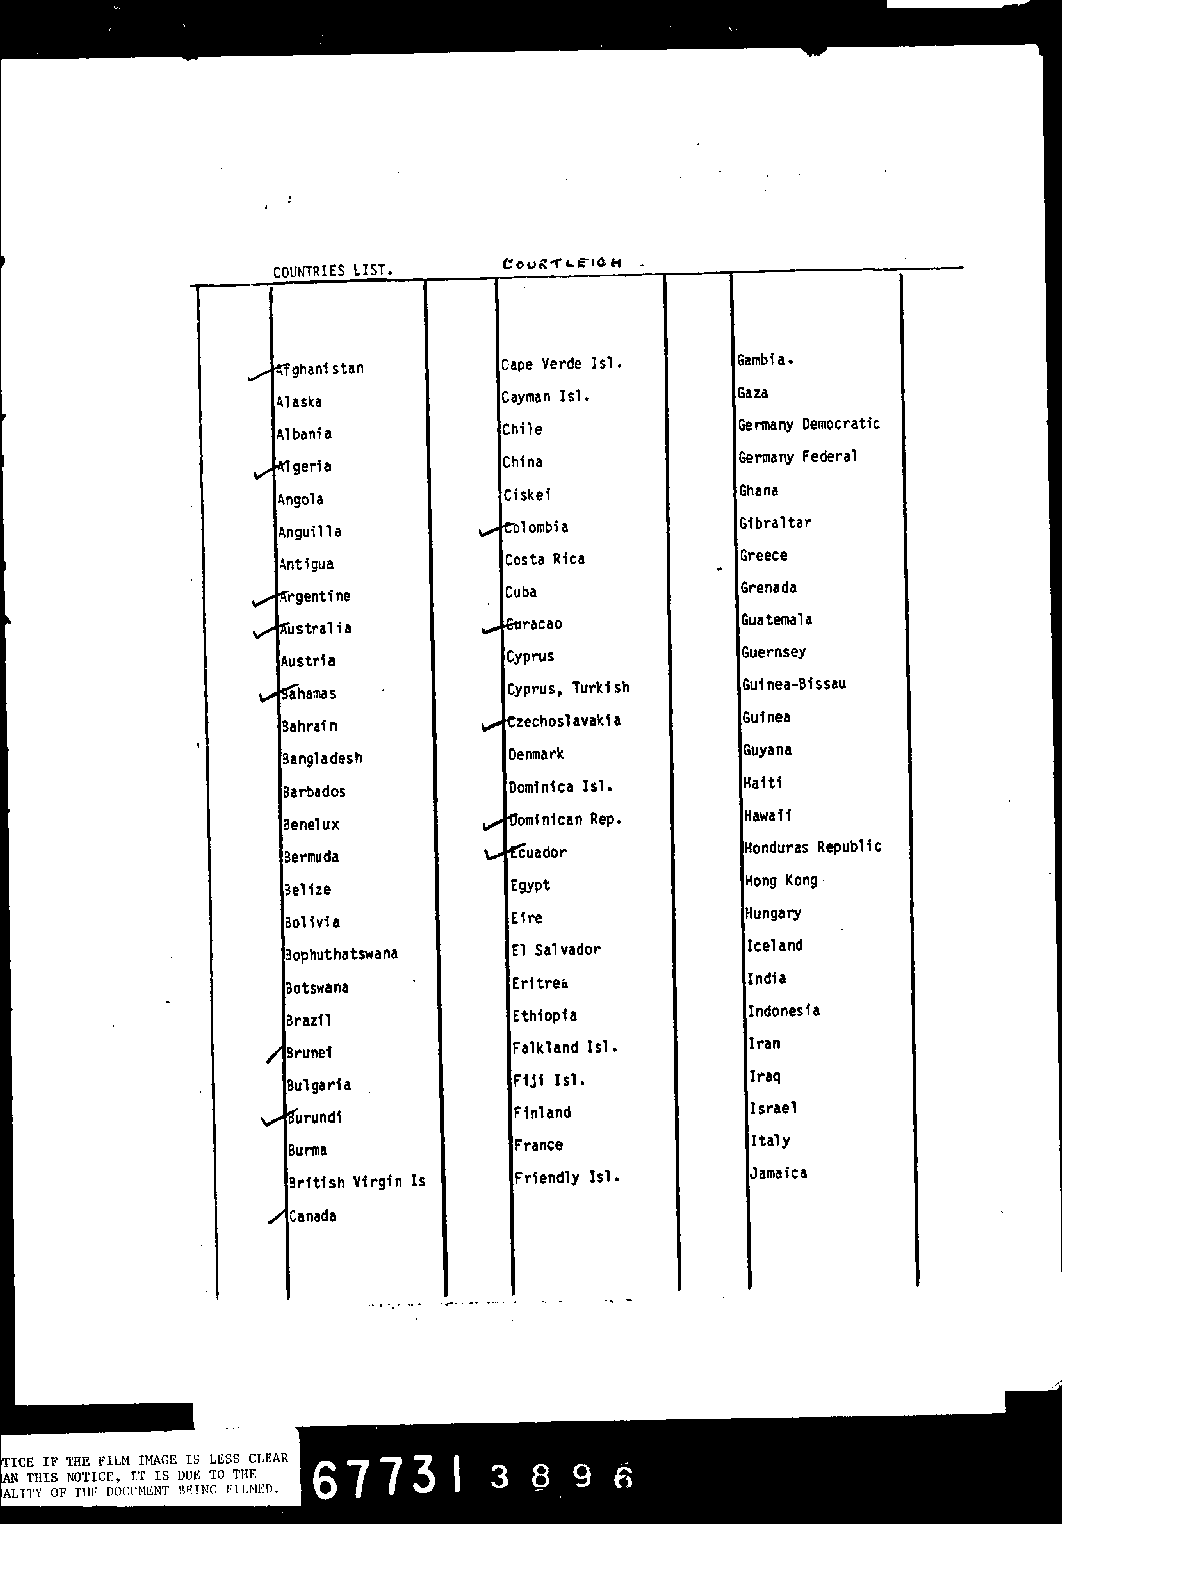 COUNTRIES LIST.
COURTLEIGH
Afghanistan
Alaska
Albania
Algeria
Angola
Anguilla
Antigua
Argentine
Australia
Austria
Bahamas
Bahrain
Bangladesh
Barbados
Benelux
Bermuda
Belize
Bolivia
Bophuthatswana
Botswana
Brazil
Brunei
Bulgaria
Burundi
Burma
British Virgin Is
Canada
Cape Verde Isl.
Cayman Isl.
Chile
China
Ciskei
Colombia
Costa Rica
Cuba
Curacao
Cyprus
Cyprus, Turkish
Czechoslavakia
Denmark
Dominica Isl.
Dominican Rep.
Ecuador
Egypt
Eire
El Salvador
Eritrea
Ethiopia
Falkland Isl.
Fiji Isl.
Finland
France
Friendly Isl.
Gambia.
Gaza
Germany Democratic
Germany Federal
Ghana
Gibraltar
Greece
Grenada
Guatemala
Guernsey
Guinea-Bissau
Guinea
Guyana
Haiti
Hawaii
Honduras Republic
Hong Kong
Hungary
Iceland
India
Indonesia
Iran
Iraq
Israel
Italy
Jamaica
TICE IF THE FILM IMAGE IS LESS CLEAR
AN THIS NOTICE, IT IS DUE TO THE
ALITY OF THE DOCUMENT BEING FILMED.
67731 3896